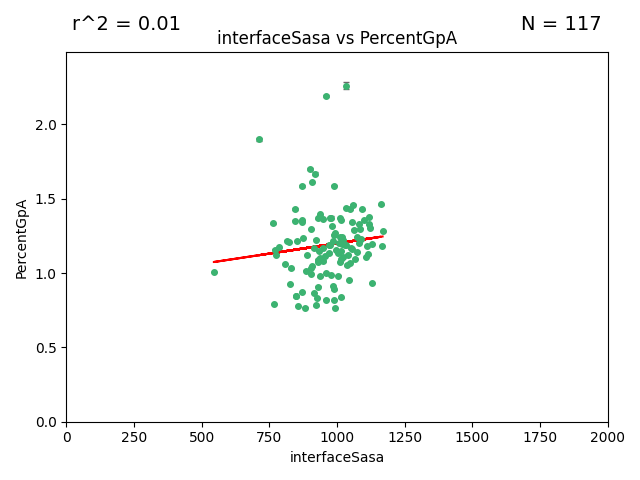 r^2 = 0.01
N = 117
interfaceSasa vs PercentGpA
PercentGpA
2.0
1.5
1.0
0.5
0.0
0 250 500 750 1000 1250 1500 1750 2000
interfaceSasa